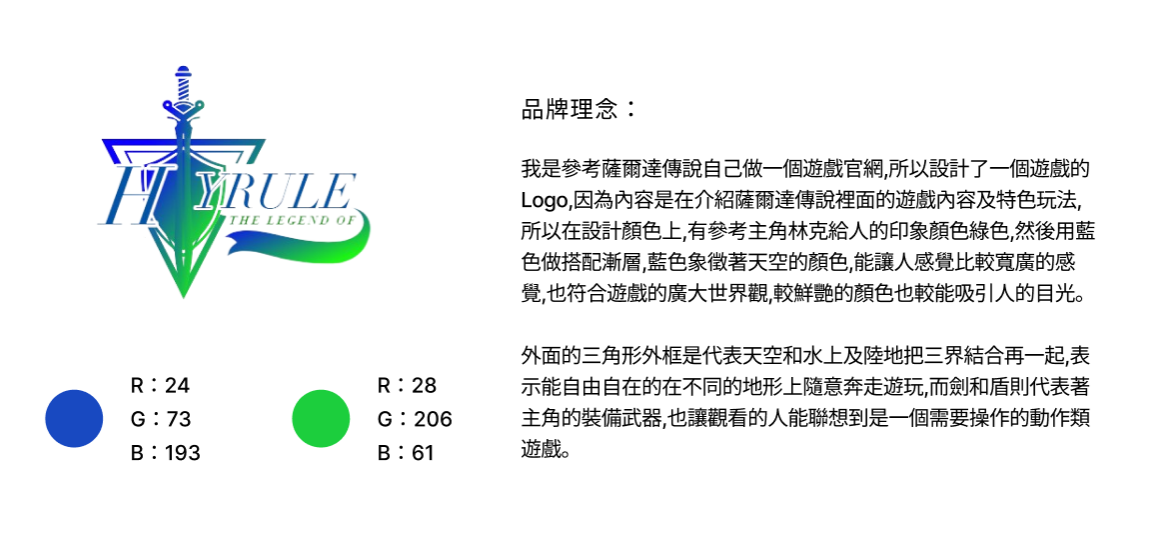 HYRULE
THE LEGEND OF
R：24
G：73
B：193
R：28
G：206
B：61
品牌理念：
我是參考薩爾達傳說自己做一個遊戲官網,所以設計了一個遊戲的
Logo,因為內容是在介紹薩爾達傳說裡面的遊戲內容及特色玩法,
所以在設計顏色上,有參考主角林克給人的印象顏色綠色,然後用藍
色做搭配漸層,藍色象徵著天空的顏色,能讓人感覺比較寬廣的感
覺,也符合遊戲的廣大世界觀,較鮮艷的顏色也較能吸引人的目光。
外面的三角形外框是代表天空和水上及陸地把三界結合再一起,表
示能自由自在的在不同的地形上隨意奔走遊玩,而劍和盾則代表著
主角的裝備武器,也讓觀看的人能聯想到是一個需要操作的動作類
遊戲。